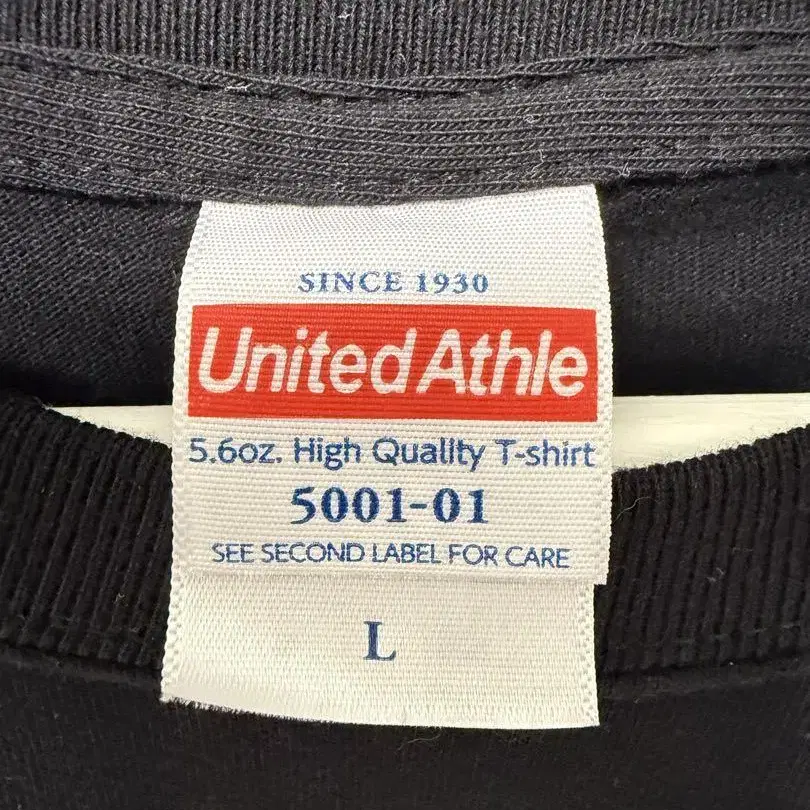 SINCE 1930
United Athle
5.6oz. High Quality T-shirt
5001-01
SEE SECOND LABEL FOR CARE
L